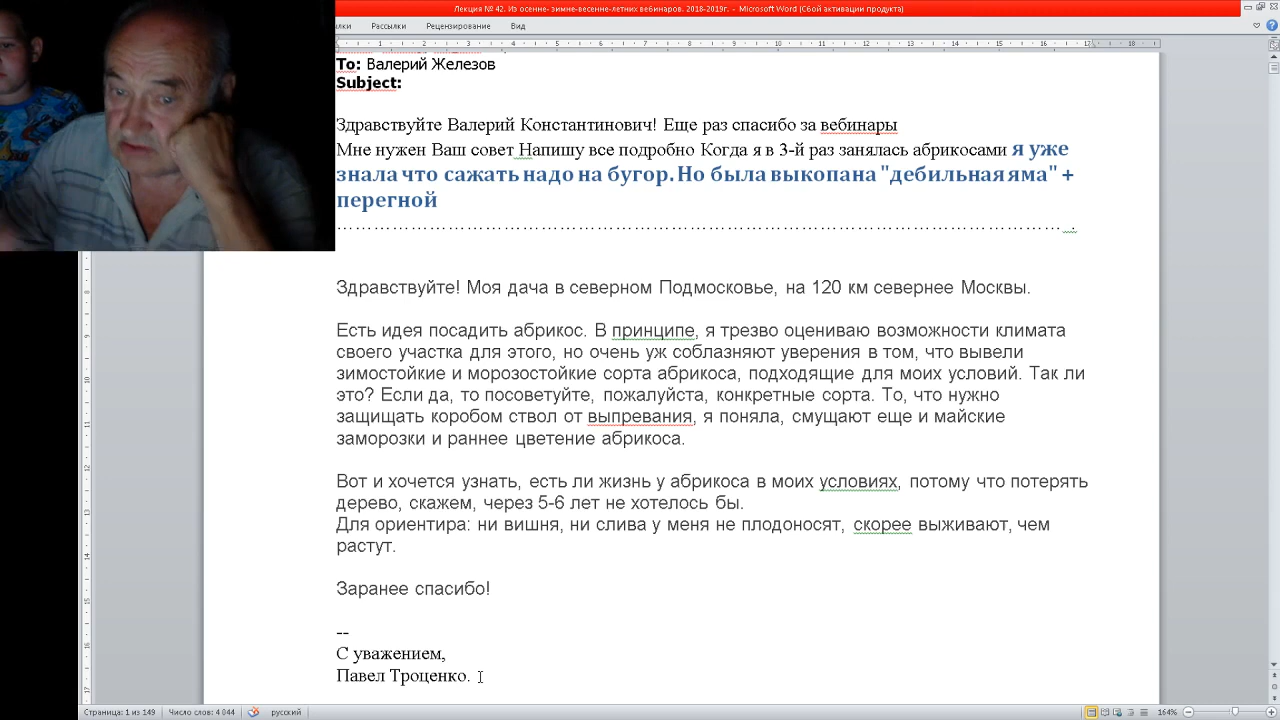 Лекция № 42. Из осенне- зимне-весенне-летних вебинаров. 2018-2019г. - Microsoft Word (Сбой активации продукта)
Рассылки Рецензирование Вид
To: Валерий Железов
Subject:
Здравствуйте Валерий Константинович! Еще раз спасибо за вебинары
Мне нужен Ваш совет Напишу все подробно Когда я в 3-й раз занялась абрикосами я уже
знала что сажать надо на бугор. Но была выкопана "дебильная яма" +
перегной
Здравствуйте! Моя дача в северном Подмосковье, на 120 км севернее Москвы.
Есть идея посадить абрикос. В принципе, я трезво оцениваю возможности климата
своего участка для этого, но очень уж соблазняют уверения в том, что вывели
зимостойкие и морозостойкие сорта абрикоса, подходящие для моих условий. Так ли
это? Если да, то посоветуйте, пожалуйста, конкретные сорта. То, что нужно
защищать коробом ствол от выпревания, я поняла, смущают еще и майские
заморозки и раннее цветение абрикоса.
Вот и хочется узнать, есть ли жизнь у абрикоса в моих условиях, потому что потерять
дерево, скажем, через 5-6 лет не хотелось бы.
Для ориентира: ни вишня, ни слива у меня не плодоносят, скорее выживают, чем
растут.
Заранее спасибо!
--
С уважением,
Павел Троценко.
Страница: 1 из 149 Число слов: 4 044 русский 164%